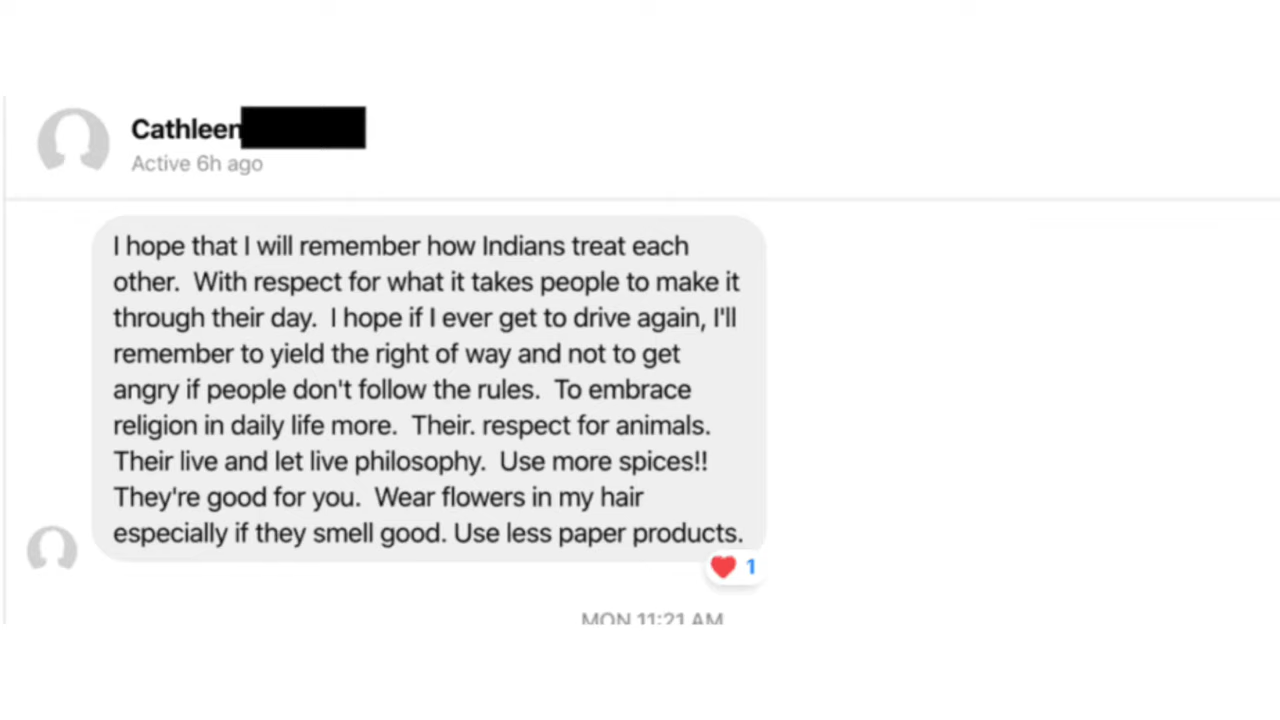 Cathleen
Active 6h ago
I hope that I will remember how Indians treat each
other.  With respect for what it takes people to make it
through their day.  I hope if I ever get to drive again, I'll
remember to yield the right of way and not to get
angry if people don't follow the rules.  To embrace
religion in daily life more.  Their. respect for animals.
Their live and let live philosophy.  Use more spices!!
They're good for you.  Wear flowers in my hair
especially if they smell good. Use less paper products.
1
MON 11:21 AM